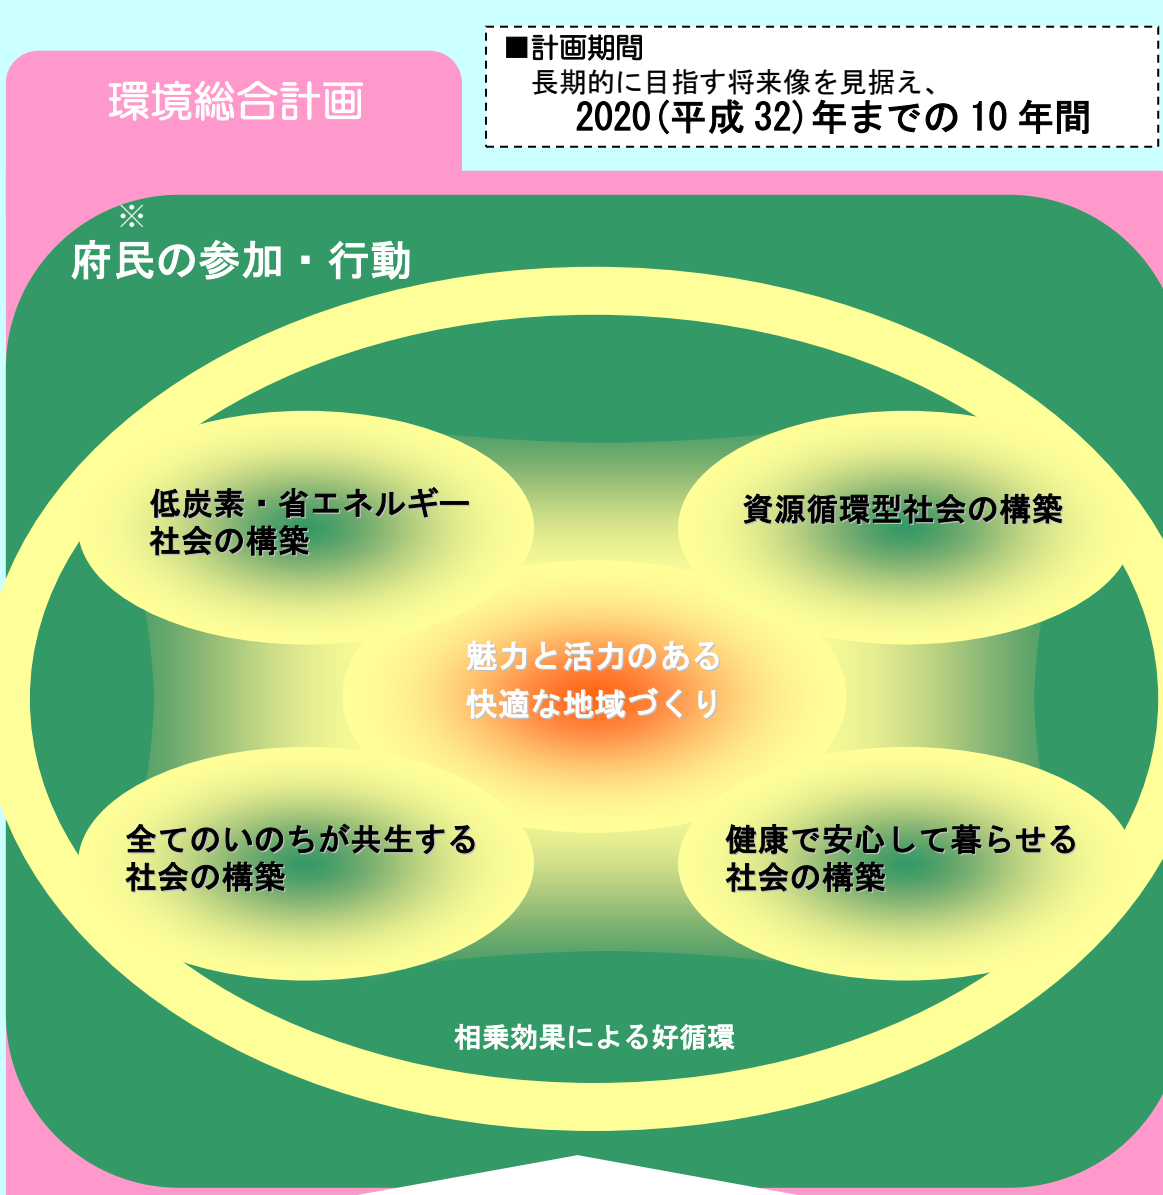 環境総合計画
■計画期間
長期的に目指す将来像を見据え、
2020(平成 32)年までの 10 年間
※
府民の参加・行動
低炭素・省エネルギー
社会の構築
資源循環型社会の構築
魅力と活力のある
快適な地域づくり
全てのいのちが共生する
社会の構築
健康で安心して暮らせる
社会の構築
相乗効果による好循環